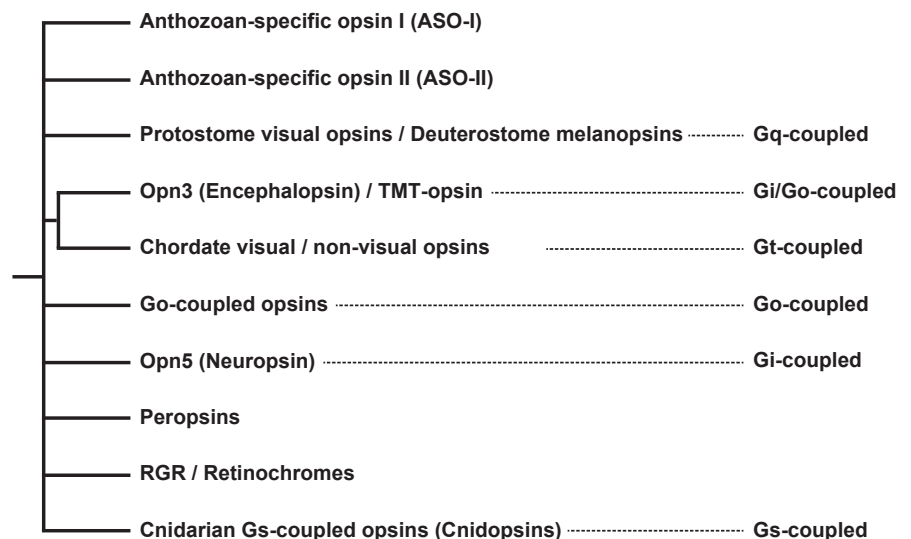 Anthozoan-specific opsin I (ASO-I)
Anthozoan-specific opsin II (ASO-II)
Protostome visual opsins / Deuterostome melanopsins Gq-coupled
Opn3 (Encephalopsin) / TMT-opsin Gi/Go-coupled
Chordate visual / non-visual opsins Gt-coupled
Go-coupled opsins Go-coupled
Opn5 (Neuropsin) Gi-coupled
Peropsins
RGR / Retinochromes
Cnidarian Gs-coupled opsins (Cnidopsins) Gs-coupled